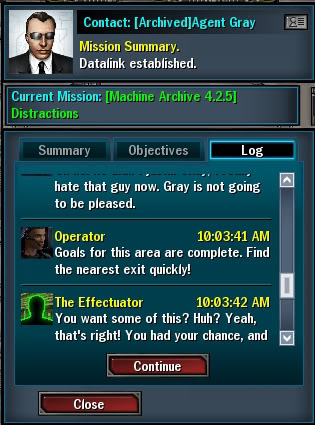 Contact: [Archived]Agent Gray
Mission Summary.
Datalink established.
Current Mission: [Machine Archive 4.2.5]
Distractions
Summary
Objectives
Log
hate that guy now. Gray is not going
to be pleased.
Operator 10:03:41 AM
Goals for this area are complete. Find
the nearest exit quickly!
The Effectuator 10:03:42 AM
You want some of this? Huh? Yeah,
that's right! You had your chance, and
Continue
Close